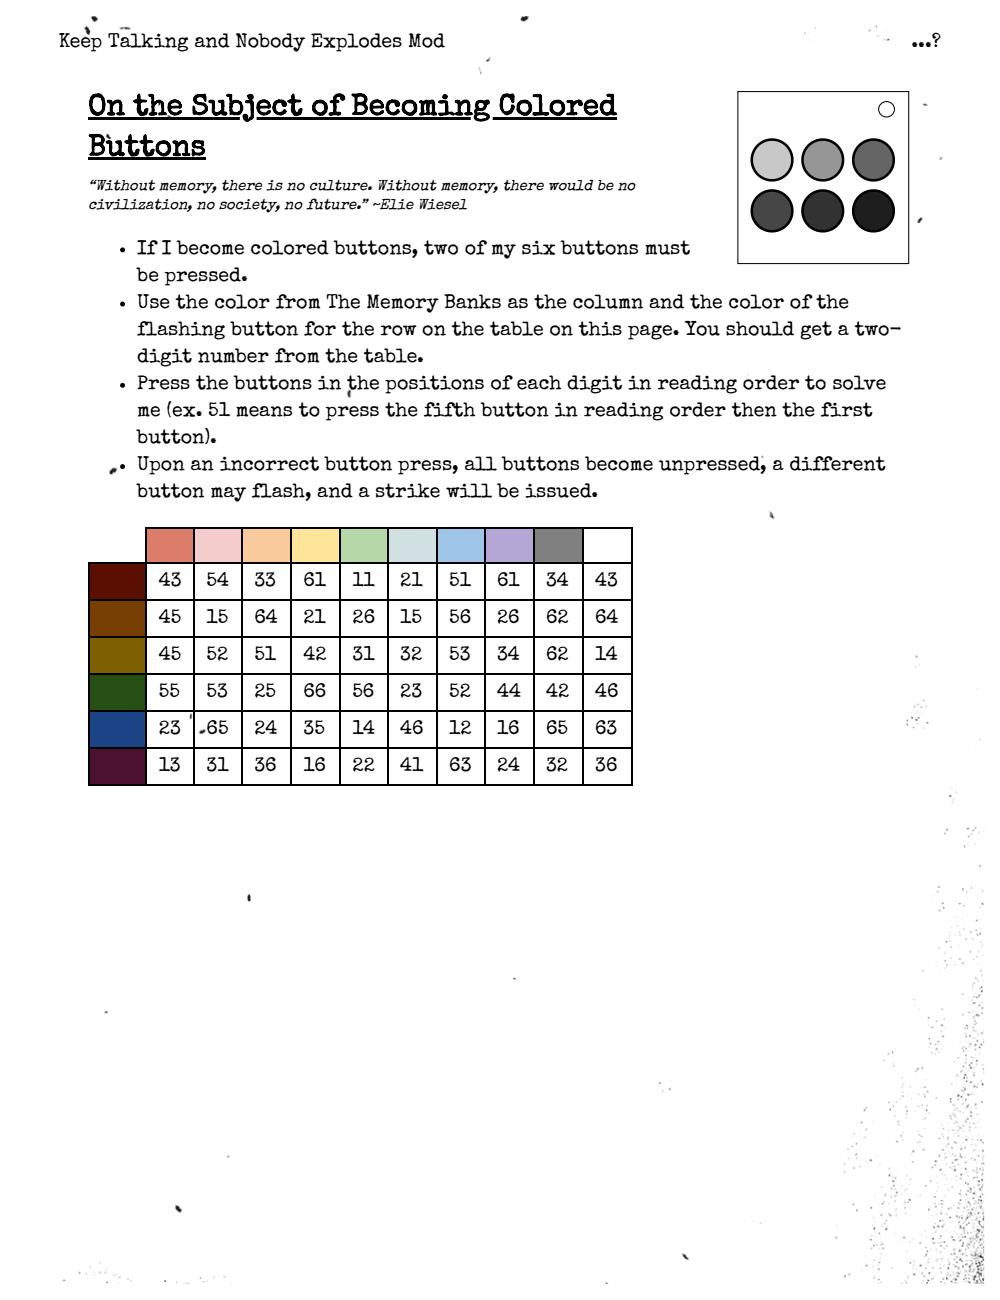 Keep Talking and Nobody Explodes Mod
...?
On the Subject of Becoming Colored
Buttons
“Without memory, there is no culture. Without memory, there would be no
civilization, no society, no future.” ~Elie Wiesel
• If I become colored buttons, two of my six buttons must
be pressed.
• Use the color from The Memory Banks as the column and the color of the
flashing button for the row on the table on this page. You should get a two-
digit number from the table.
• Press the buttons in the positions of each digit in reading order to solve
me (ex. 51 means to press the fifth button in reading order then the first
button).
• Upon an incorrect button press, all buttons become unpressed, a different
button may flash, and a strike will be issued.
43 54 33 61 11 21 51 61 34 43
45 15 64 21 26 15 56 26 62 64
45 52 51 42 31 32 53 34 62 14
55 53 25 66 56 23 52 44 42 46
23 65 24 35 14 46 12 16 65 63
13 31 36 16 22 41 63 24 32 36